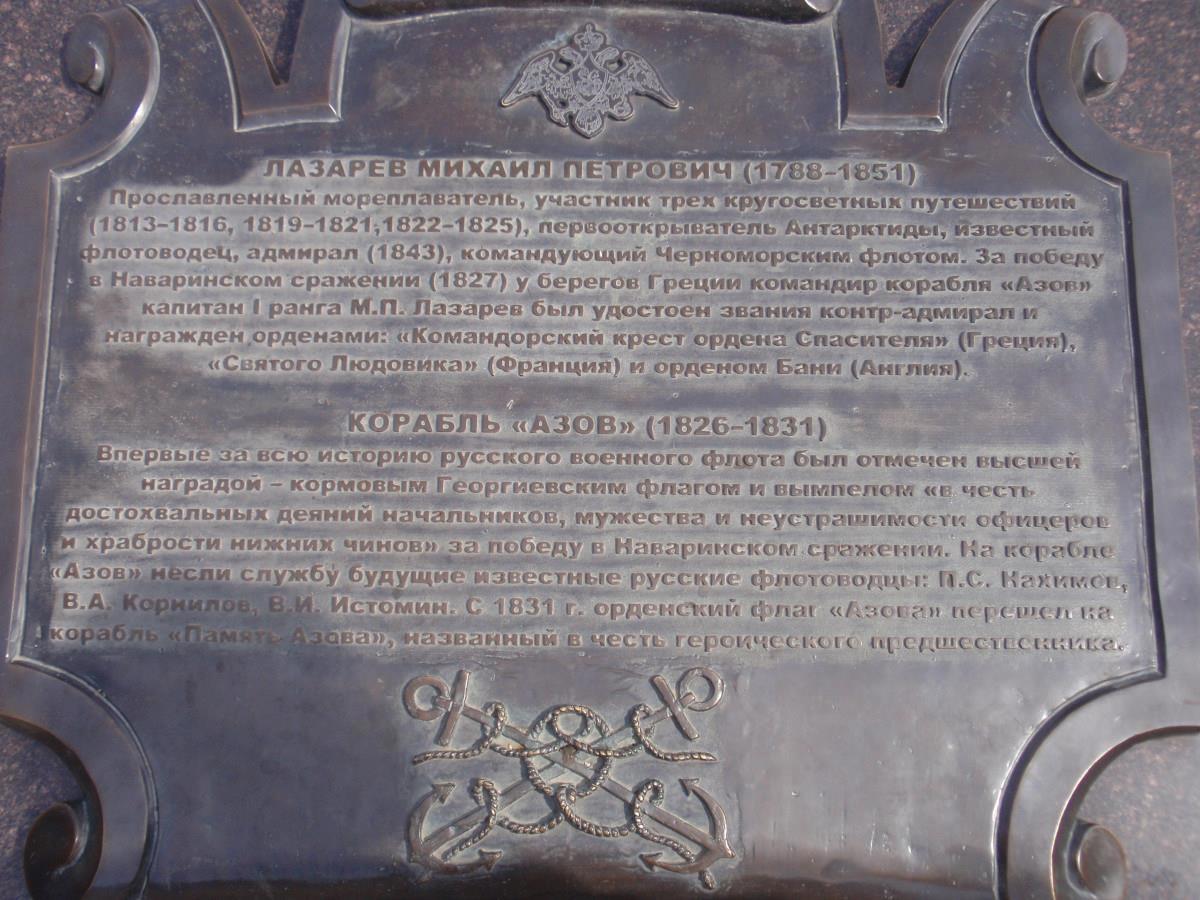 ЛАЗАРЕВ МИХАИЛ ПЕТРОВИЧ (1788-1851)
Прославленный мореплаватель, участник трех кругосветных путешествий
(1813-1816, 1819-1821,1822-1825), первооткрыватель Антарктиды, известный
флотоводец, адмирал (1843), командующий Черноморским флотом. За победу
в Наваринском сражении (1827) у берегов Греции командир корабля «Азов»
капитан I ранга М.П. Лазарев был удостоен звания контр-адмирал и
награжден орденами: «Командорский крест ордена Спасителя» (Греция),
«Святого Людовика» (Франция) и орденом Бани (Англия).
КОРАБЛЬ «АЗОВ» (1826-1831)
Впервые за всю историю русского военного флота был отмечен высшей
наградой – кормовым Георгиевским флагом и вымпелом «в честь
достохвальных деяний начальников, мужества и неустрашимости офицеров
и храбрости нижних чинов» за победу в Наваринском сражении. На корабле
«Азов» несли службу будущие известные русские флотоводцы: П.С. Нахимов,
В.А. Корнилов, В.И. Истомин. С 1831 г. орденский флаг «Азова» перешел на
корабль «Память Азова», названный в честь героического предшественника.